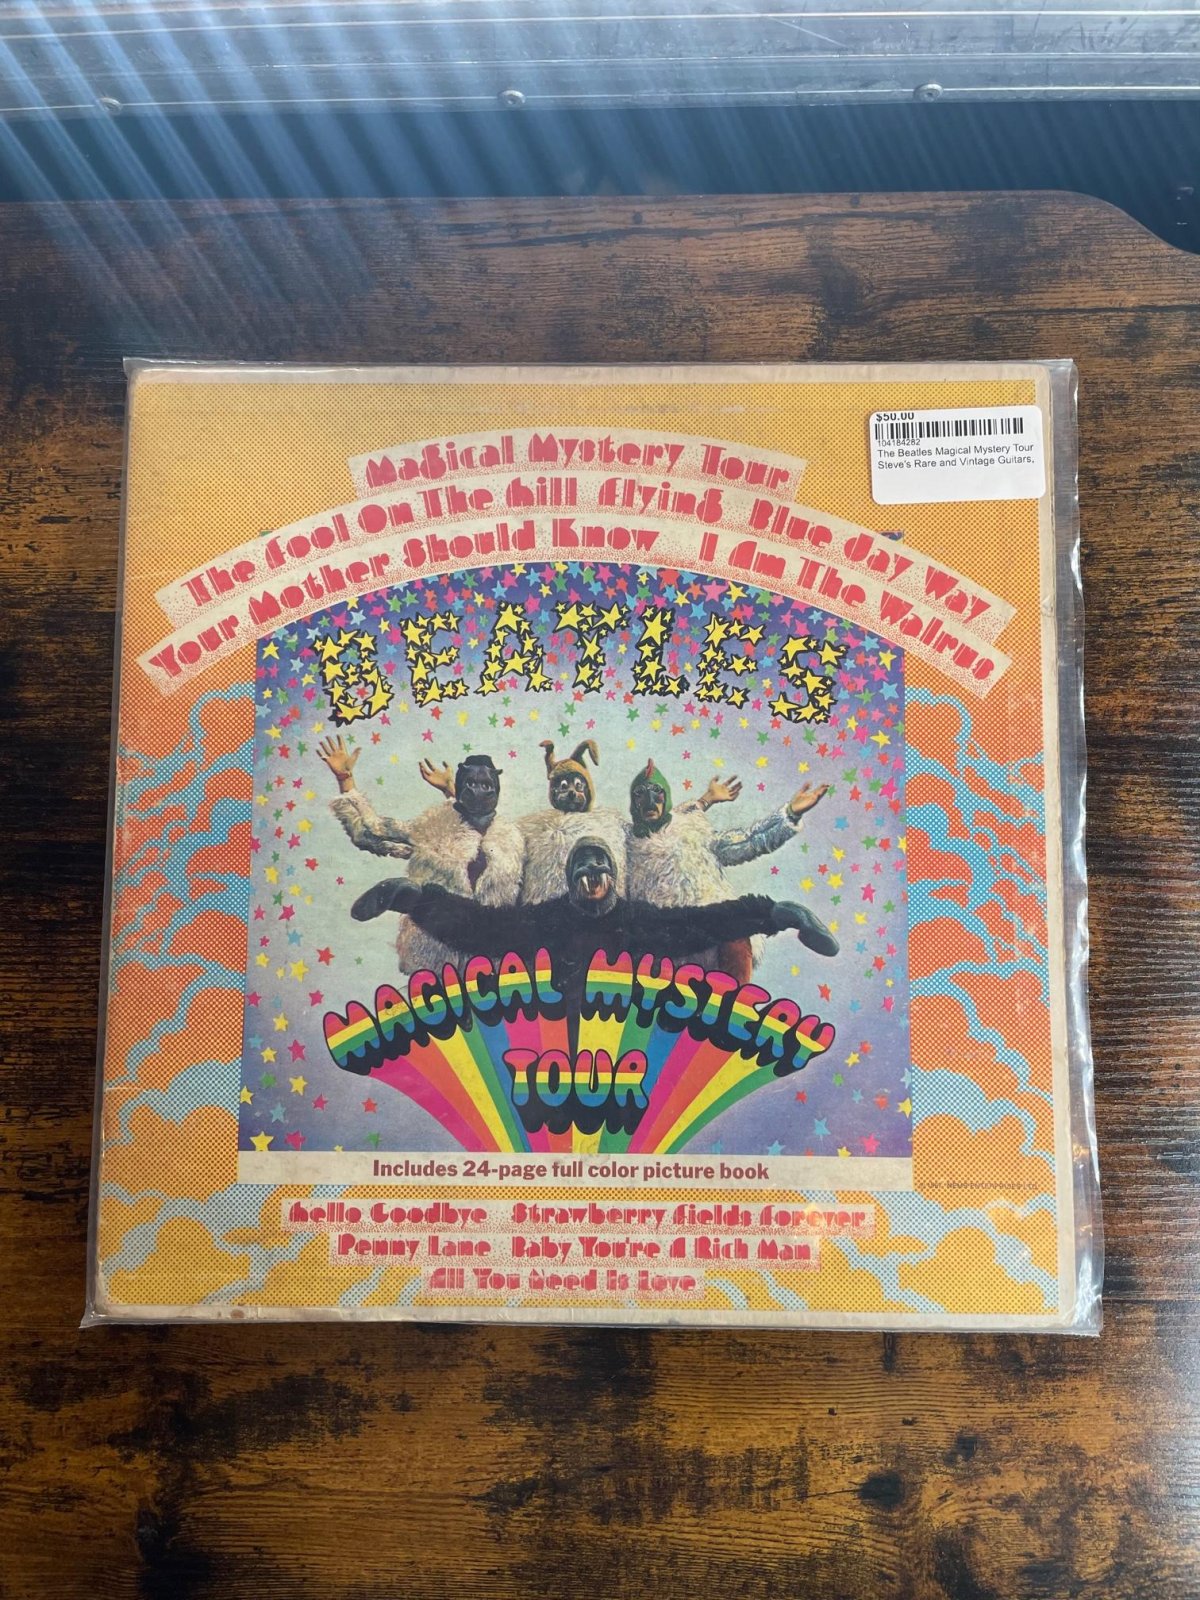 $50.00
104184282
The Beatles Magical Mystery Tour
Steve's Rare and Vintage Guitars,
Magical Mystery Tour
The Fool On The Hill Flying Blue Jay Way
Your Mother Should Know I Am The Walrus
BEATLES
MAGICAL MYSTERY
TOUR
Includes 24-page full color picture book
NEMS ENTERPRISES LTD.
Hello Goodbye Strawberry Fields Forever
Penny Lane Baby You're A Rich Man
All You Need Is Love